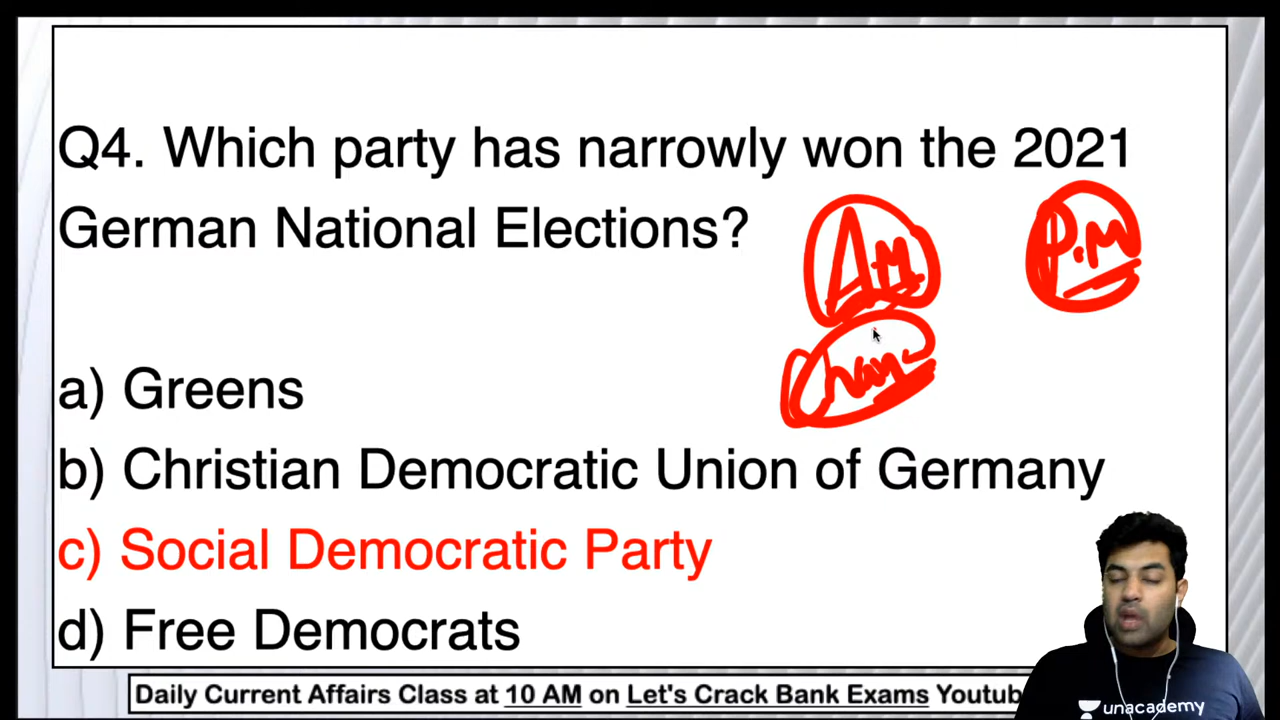 Q4. Which party has narrowly won the 2021
German National Elections?
A.M
P.M
Chan
a) Greens
b) Christian Democratic Union of Germany
c) Social Democratic Party
d) Free Democrats
Daily Current Affairs Class at 10 AM on Let's Crack Bank Exams Youtub
unacademy